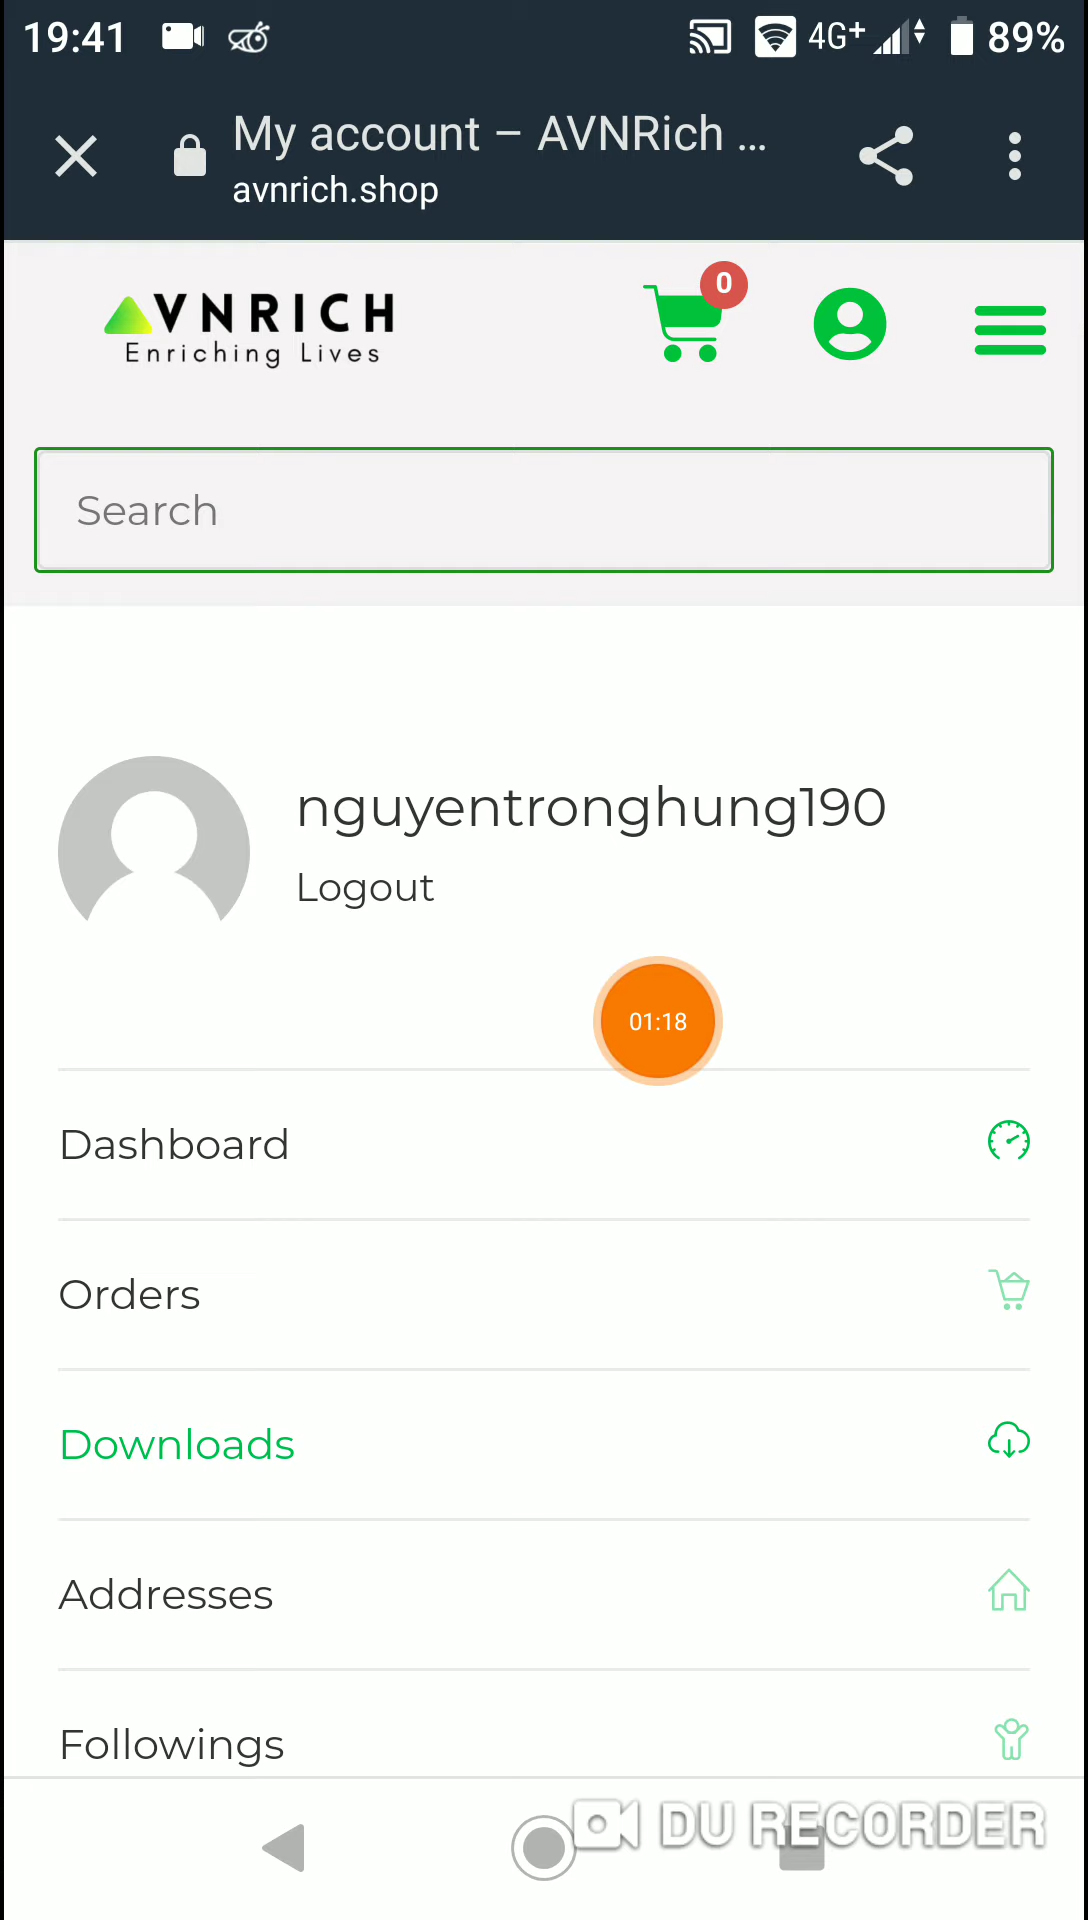 19:41 4G+ 89%
My account – AVNRich ...
avnrich.shop
VNRICH
Enriching Lives
0
Search
nguyentronghung190
Logout
01:18
Dashboard
Orders
Downloads
Addresses
Followings
DU RECORDER